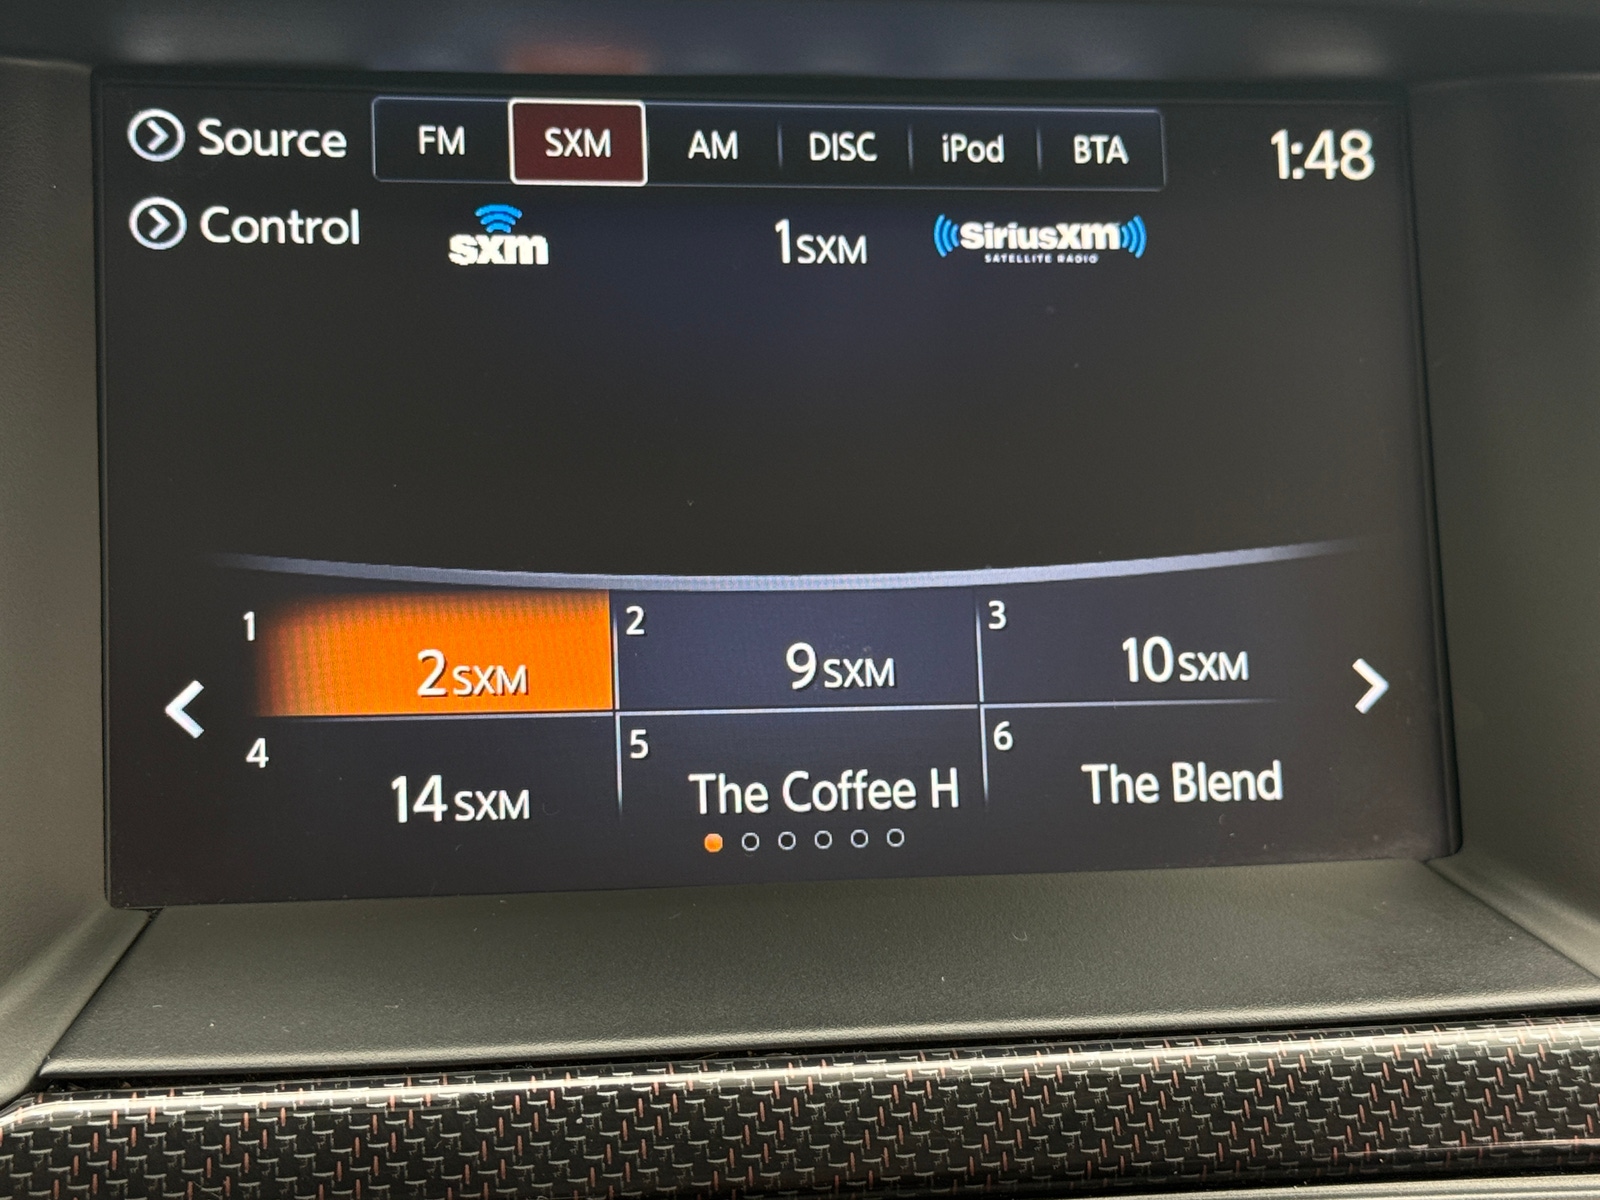 Source FM SXM AM DISC iPod BTA 1:48
Control sxm 1SXM SiriusXM
SATELLITE RADIO
1 2SXM 2 9SXM 3 10SXM
4 14SXM 5 The Coffee H 6 The Blend